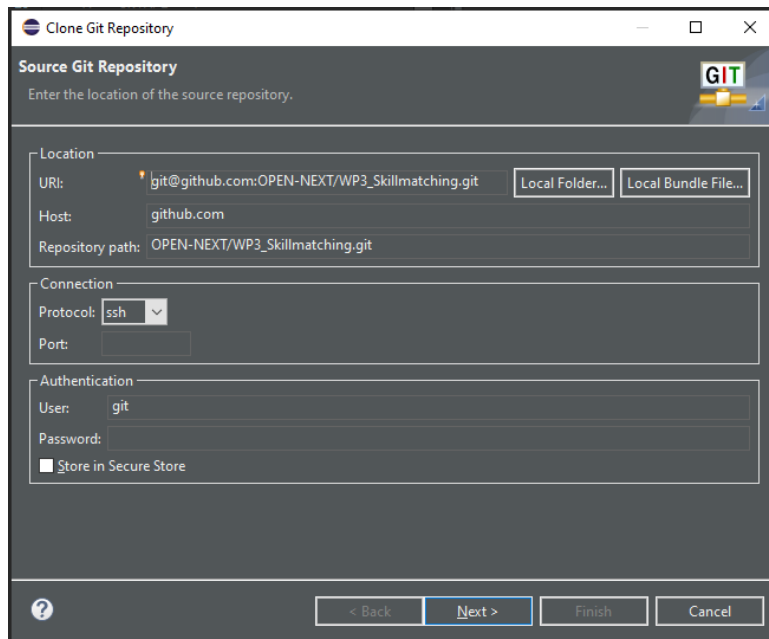 Clone Git Repository
Source Git Repository
Enter the location of the source repository.
GIT
Location
URI: git@github.com:OPEN-NEXT/WP3_Skillmatching.git Local Folder... Local Bundle File...
Host: github.com
Repository path: OPEN-NEXT/WP3_Skillmatching.git
Connection
Protocol: ssh
Port:
Authentication
User: git
Password:
Store in Secure Store
? < Back Next > Finish Cancel